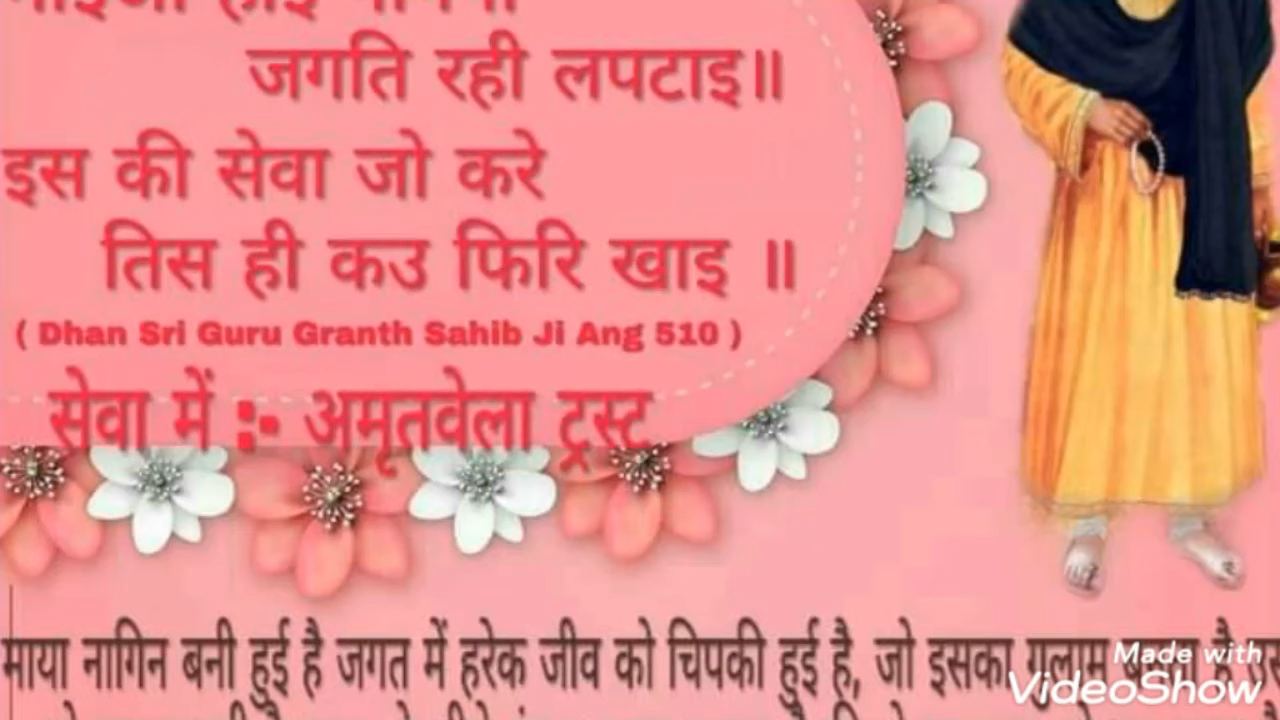 जगति रही लपटाइ॥
इस की सेवा जो करे
तिस ही कउ फिरि खाइ ॥
( Dhan Sri Guru Granth Sahib Ji Ang 510 )
सेवा में :- अमृतवेला ट्रस्ट
माया नागिन बनी हुई है जगत में हरेक जीव को चिपकी हुई है, जो इसका गुलाम
Made with
VideoShow